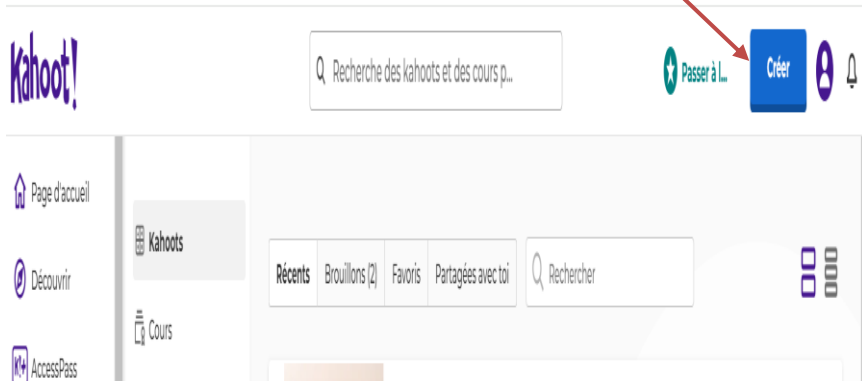 Kahoot!
Recherche des kahoots et des cours p...
Passer à l...
Créer
Page d'accueil
Découvrir
K!+ AccessPass
Kahoots
Cours
Récents
Brouillons (2)
Favoris
Partagées avec toi
Rechercher